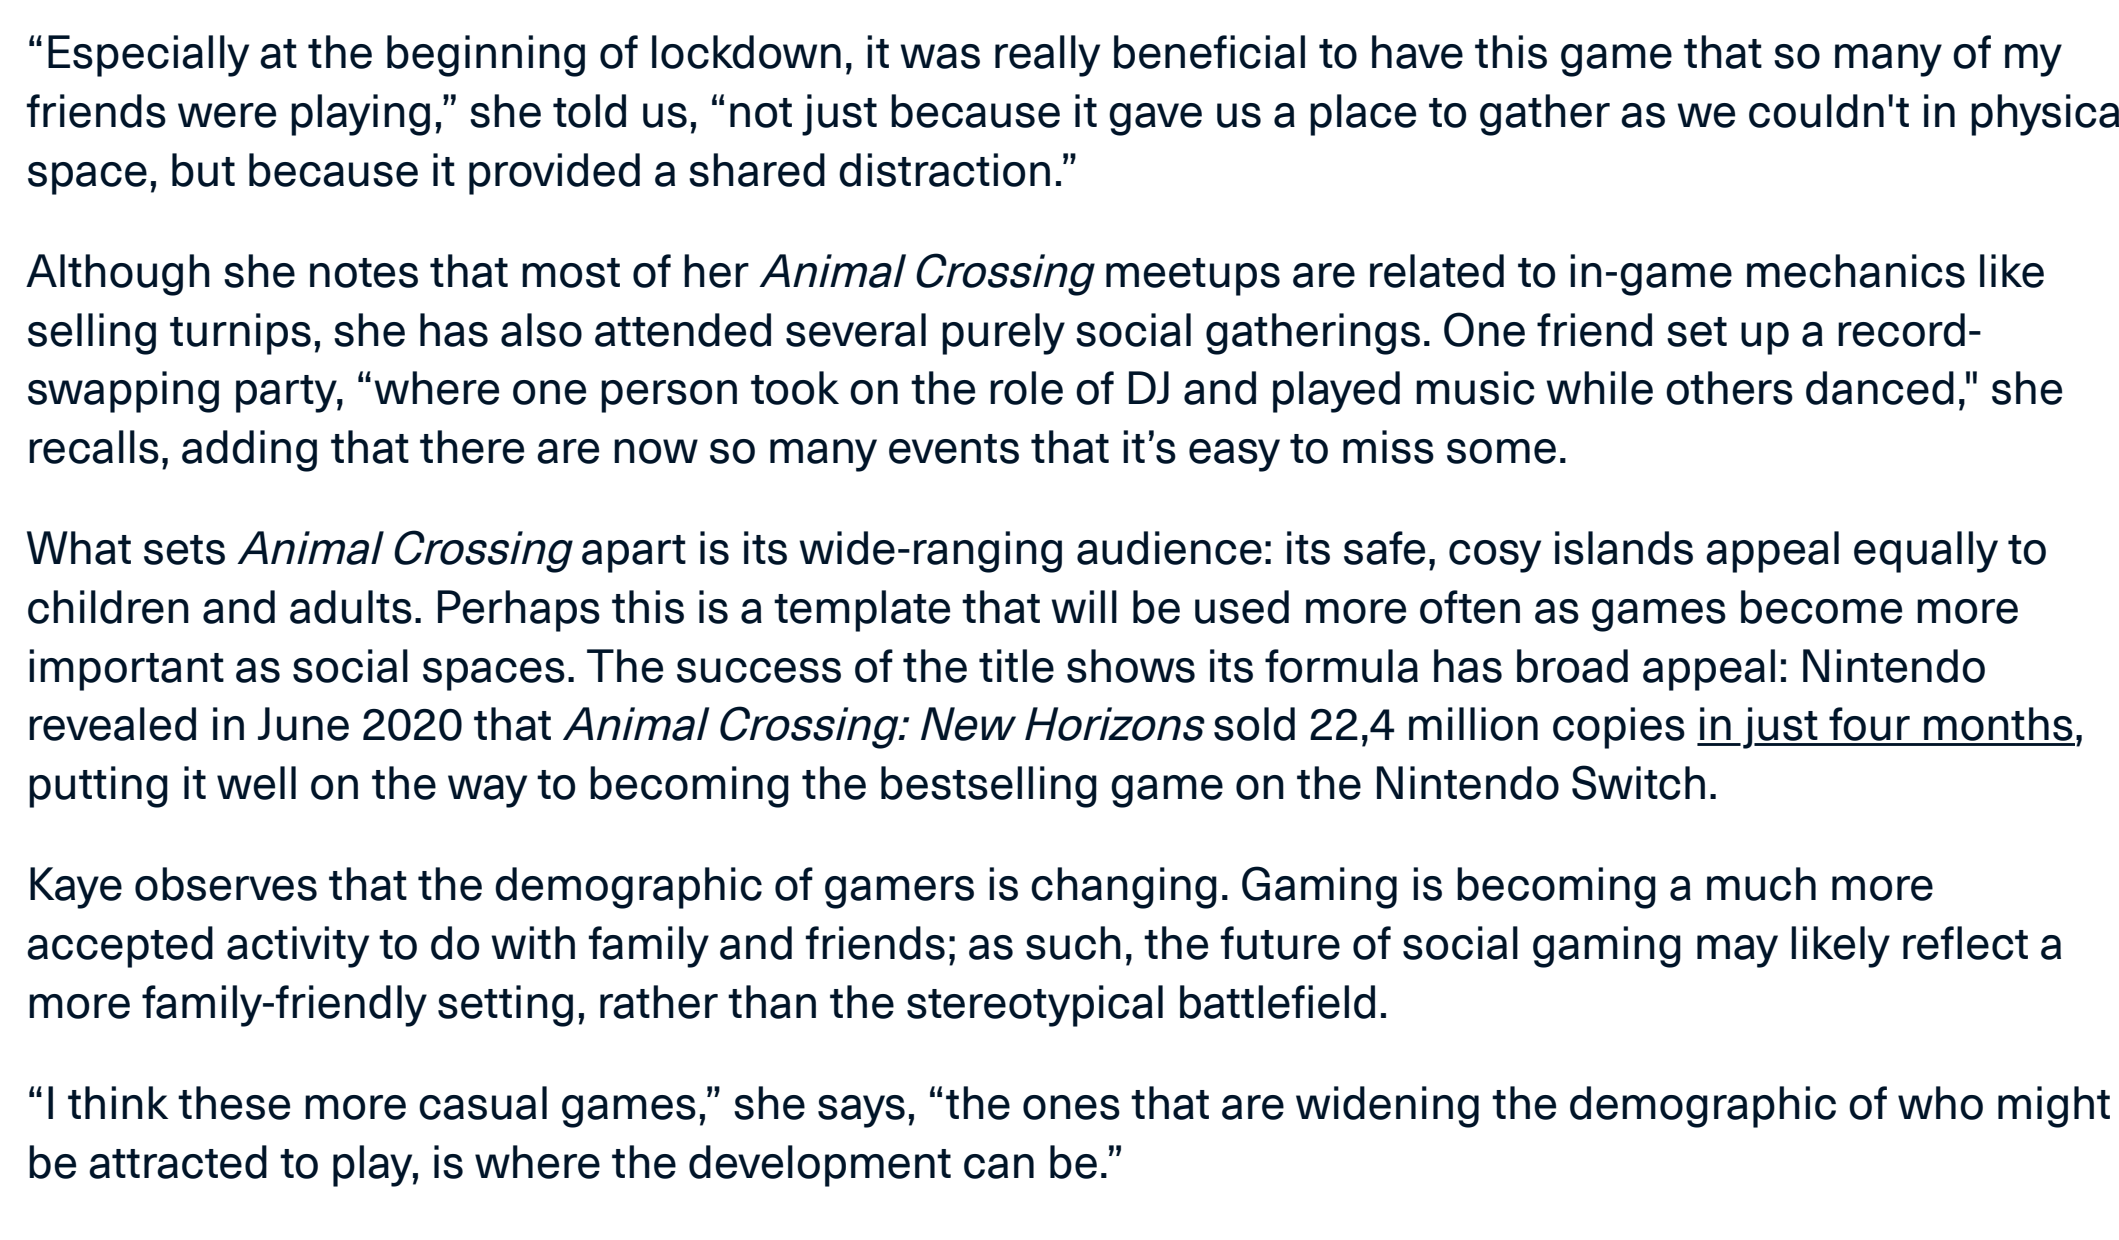 “Especially at the beginning of lockdown, it was really beneficial to have this game that so many of my
friends were playing,” she told us, “not just because it gave us a place to gather as we couldn't in physica
space, but because it provided a shared distraction.”
Although she notes that most of her Animal Crossing meetups are related to in-game mechanics like
selling turnips, she has also attended several purely social gatherings. One friend set up a record-
swapping party, “where one person took on the role of DJ and played music while others danced," she
recalls, adding that there are now so many events that it’s easy to miss some.
What sets Animal Crossing apart is its wide-ranging audience: its safe, cosy islands appeal equally to
children and adults. Perhaps this is a template that will be used more often as games become more
important as social spaces. The success of the title shows its formula has broad appeal: Nintendo
revealed in June 2020 that Animal Crossing: New Horizons sold 22,4 million copies in just four months,
putting it well on the way to becoming the bestselling game on the Nintendo Switch.
Kaye observes that the demographic of gamers is changing. Gaming is becoming a much more
accepted activity to do with family and friends; as such, the future of social gaming may likely reflect a
more family-friendly setting, rather than the stereotypical battlefield.
“I think these more casual games,” she says, “the ones that are widening the demographic of who might
be attracted to play, is where the development can be.”